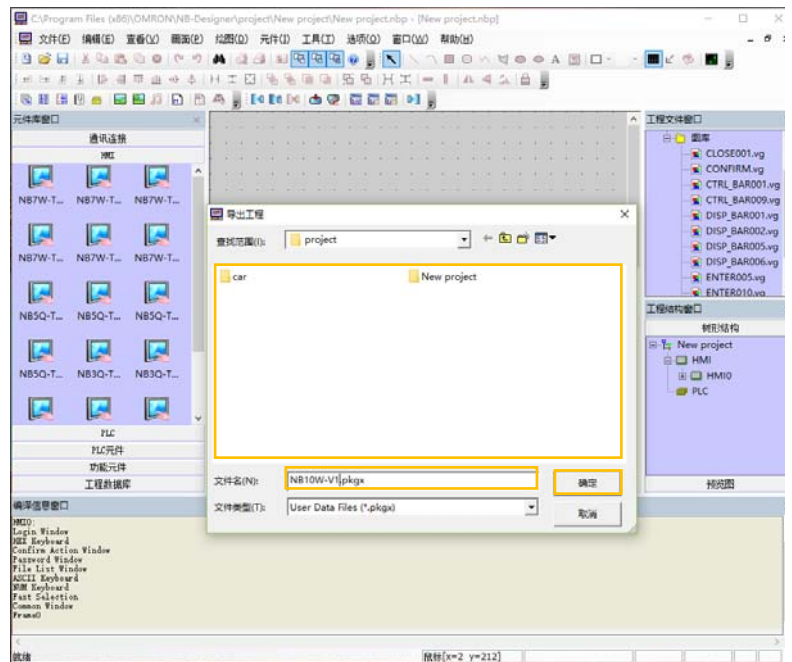 C:\Program Files (x86)\OMRON\NB-Designer\project\New project\New project.nbp - [New project.nbp]
文件(F) 编辑(E) 查看(V) 画面(P) 绘图(D) 元件(I) 工具(T) 选项(O) 窗口(W) 帮助(H)
元件库窗口
通讯连接
HMI
NB7W-T... NB7W-T... NB7W-T...
NB7W-T... NB7W-T... NB7W-T...
NB5Q-T... NB5Q-T... NB5Q-T...
NB5Q-T... NB3Q-T... NB3Q-T...
PLC
PLC元件
功能元件
工程数据库
导出工程
查找范围(I): project
car New project
文件名(N): NB10W-V1.pkgx 确定
文件类型(T): User Data Files (*.pkgx) 取消
工程文件窗口
图库
CLOSE001.vg
CONFIRM.vg
CTRL_BAR001.vg
CTRL_BAR009.vg
DISP_BAR001.vg
DISP_BAR002.vg
DISP_BAR005.vg
DISP_BAR006.vg
ENTER005.vg
ENTER010.vg
工程结构窗口
树形结构
New project
HMI
HMI0
PLC
预览图
编译信息窗口
HMI0:
Login Window
HEX Keyboard
Confirm Action Window
Password Window
File List Window
ASCII Keyboard
NUM Keyboard
Fast Selection
Common Window
Frame0
就绪 鼠标[x=2 y=212]